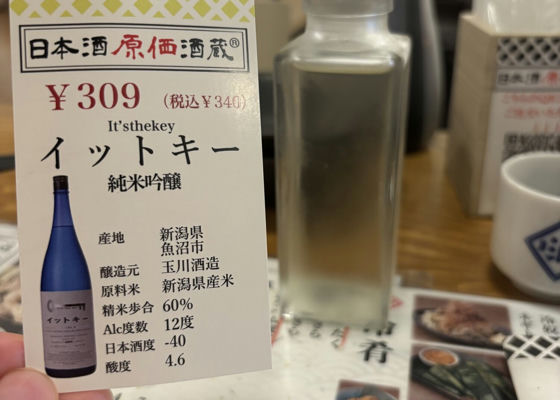 日本酒原価酒蔵®
￥309 (税込￥340)
It'sthekey
イットキー
純米吟醸
産地 新潟県
魚沼市
醸造元 玉川酒造
原料米 新潟県産米
精米歩合 60%
Alc度数 12度
日本酒度 -40
酸度 4.6
イットキー
日本酒原
肴